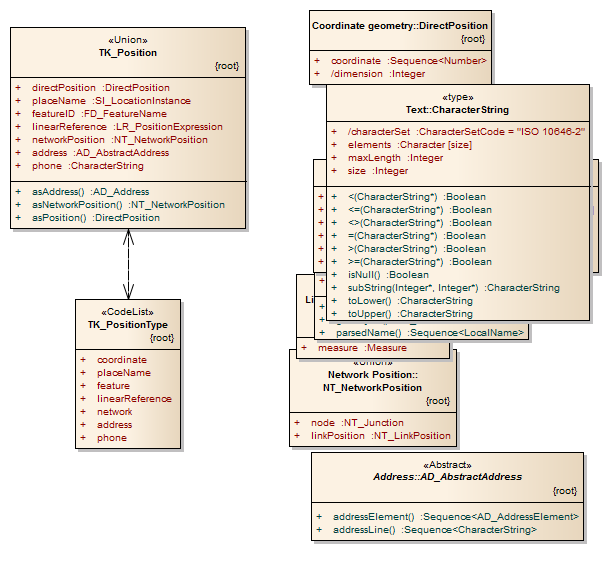 «Union»
TK_Position
{root}
+ directPosition :DirectPosition
+ placeName :SI_LocationInstance
+ featureID :FD_FeatureName
+ linearReference :LR_PositionExpression
+ networkPosition :NT_NetworkPosition
+ address :AD_AbstractAddress
+ phone :CharacterString
+ asAddress() :AD_Address
+ asNetworkPosition() :NT_NetworkPosition
+ asPosition() :DirectPosition
«CodeList»
TK_PositionType
{root}
+ coordinate
+ placeName
+ feature
+ linearReference
+ network
+ address
+ phone
Coordinate geometry::DirectPosition
{root}
+ coordinate :Sequence<Number>
+ /dimension :Integer
«type»
Text::CharacterString
+ /characterSet :CharacterSetCode = "ISO 10646-2"
+ elements :Character [size]
+ maxLength :Integer
+ size :Integer
+ <(CharacterString*) :Boolean
+ <=(CharacterString*) :Boolean
+ <>(CharacterString*) :Boolean
+ =(CharacterString*) :Boolean
+ >(CharacterString*) :Boolean
+ >=(CharacterString*) :Boolean
+ isNull() :Boolean
+ subString(Integer*, Integer*) :CharacterString
+ toLower() :CharacterString
+ toUpper() :CharacterString
+ parsedName() :Sequence<LocalName>
+ measure :Measure
«Union»
Network Position::
NT_NetworkPosition
{root}
+ node :NT_Junction
+ linkPosition :NT_LinkPosition
«Abstract»
Address::AD_AbstractAddress
{root}
+ addressElement() :Sequence<AD_AddressElement>
+ addressLine() :Sequence<CharacterString>